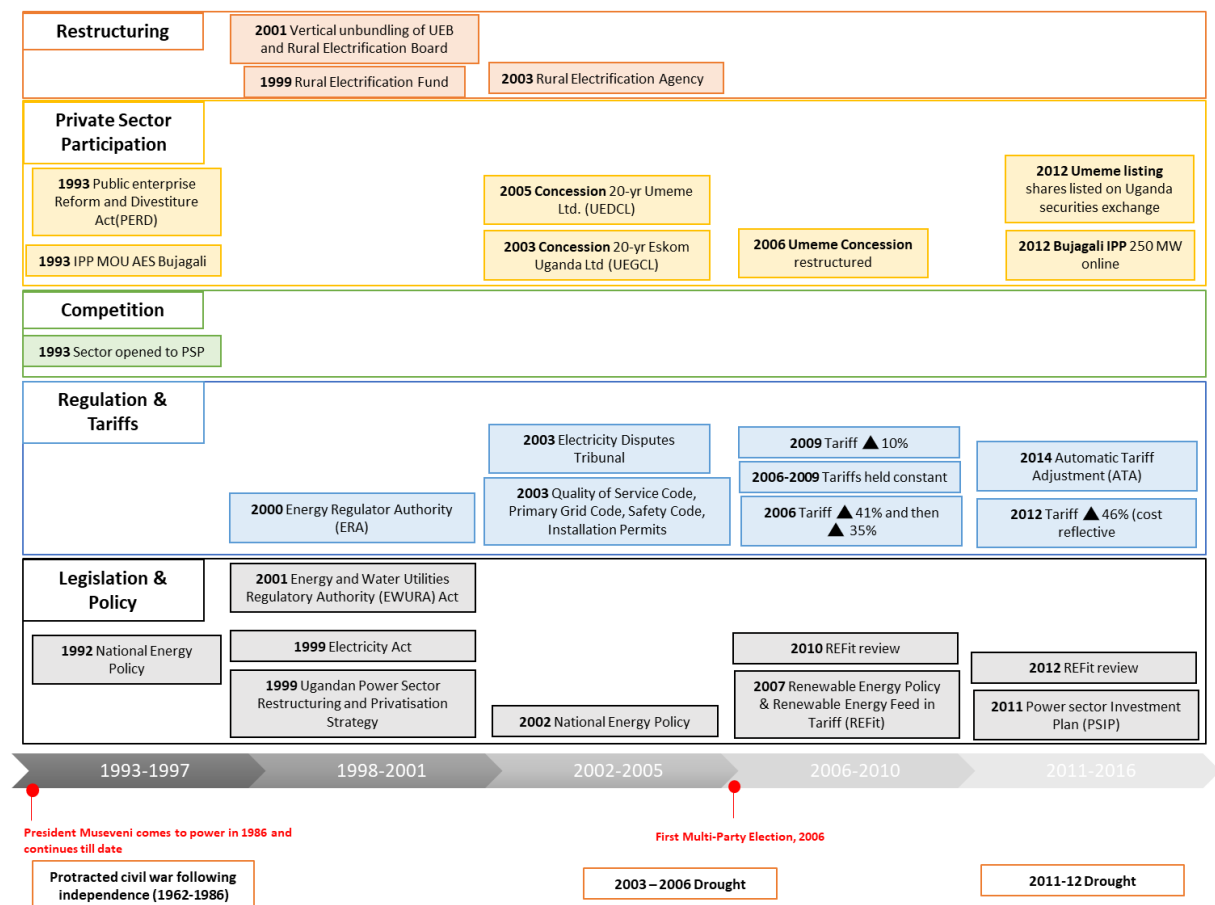 Restructuring
2001 Vertical unbundling of UEB
and Rural Electrification Board
1999 Rural Electrification Fund
2003 Rural Electrification Agency
Private Sector
Participation
1993 Public enterprise
Reform and Divestiture
Act(PERD)
1993 IPP MOU AES Bujagali
2005 Concession 20-yr Umeme
Ltd. (UEDCL)
2003 Concession 20-yr Eskom
Uganda Ltd (UEGCL)
2006 Umeme Concession
restructured
2012 Umeme listing
shares listed on Uganda
securities exchange
2012 Bujagali IPP 250 MW
online
Competition
1993 Sector opened to PSP
Regulation &
Tariffs
2000 Energy Regulator Authority
(ERA)
2003 Electricity Disputes
Tribunal
2003 Quality of Service Code,
Primary Grid Code, Safety Code,
Installation Permits
2009 Tariff ▲ 10%
2006-2009 Tariffs held constant
2006 Tariff ▲ 41% and then
▲ 35%
2014 Automatic Tariff
Adjustment (ATA)
2012 Tariff ▲ 46% (cost
reflective
Legislation &
Policy
1992 National Energy
Policy
2001 Energy and Water Utilities
Regulatory Authority (EWURA) Act
1999 Electricity Act
1999 Ugandan Power Sector
Restructuring and Privatisation
Strategy
2002 National Energy Policy
2010 REFit review
2007 Renewable Energy Policy
& Renewable Energy Feed in
Tariff (REFit)
2012 REFit review
2011 Power sector Investment
Plan (PSIP)
1993-1997
1998-2001
2002-2005
2006-2010
2011-2016
President Museveni comes to power in 1986 and
continues till date
First Multi-Party Election, 2006
Protracted civil war following
independence (1962-1986)
2003 – 2006 Drought
2011-12 Drought